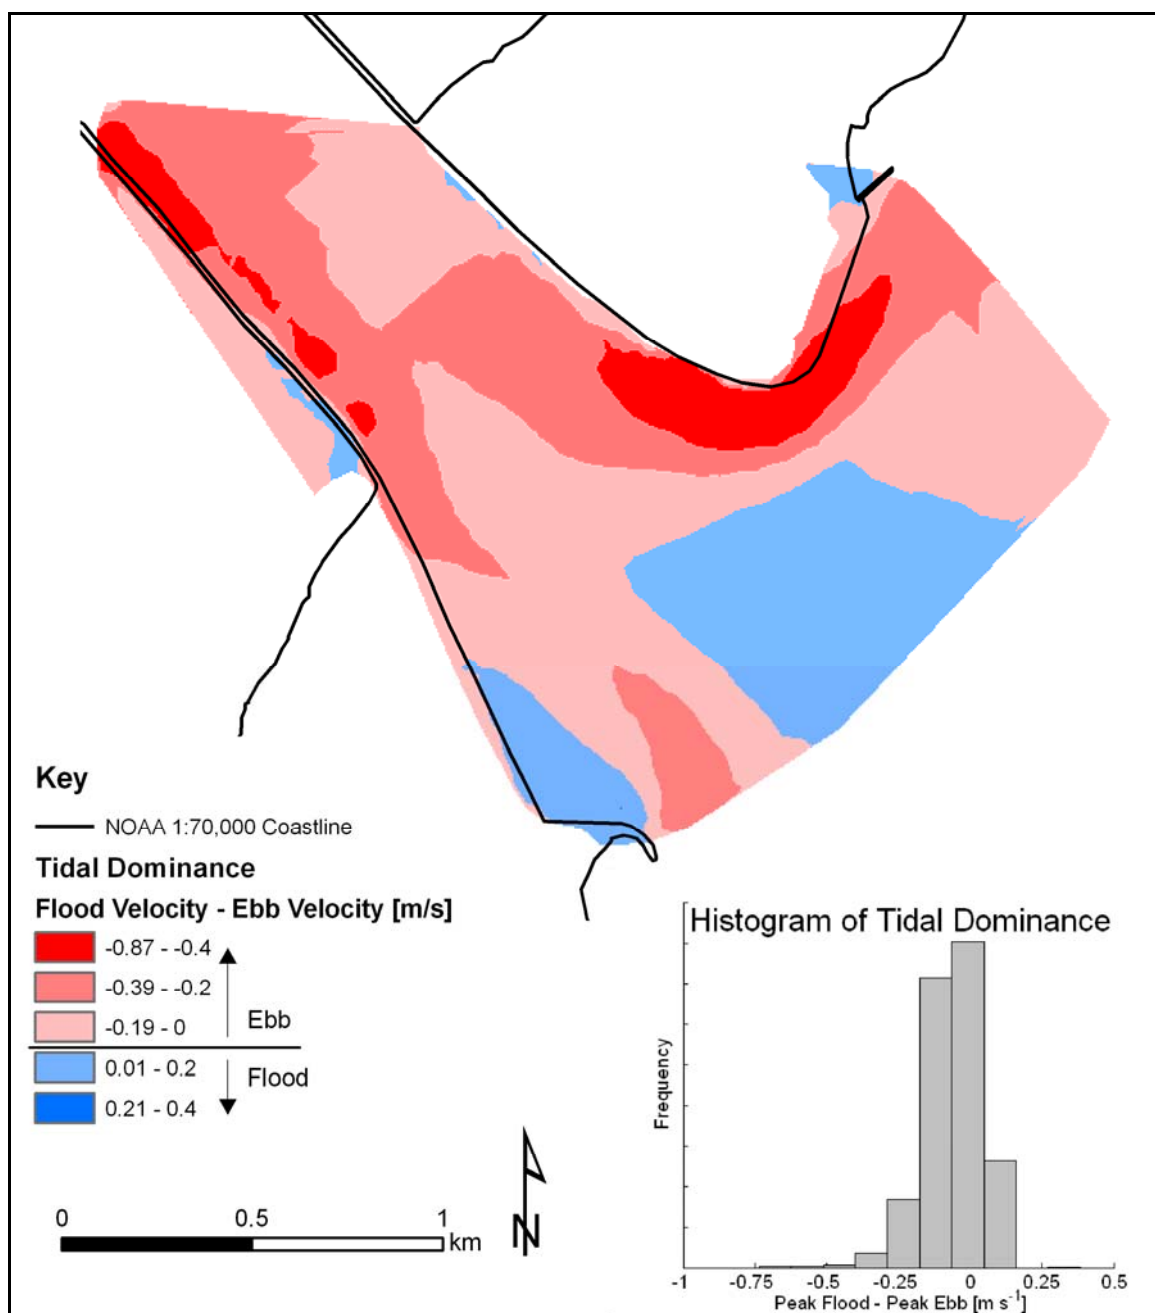 Key
NOAA 1:70,000 Coastline
Tidal Dominance
Flood Velocity - Ebb Velocity [m/s]
-0.87 - -0.4
-0.39 - -0.2
-0.19 - 0
Ebb
0.01 - 0.2
Flood
0.21 - 0.4
0 0.5 1
km
N
Histogram of Tidal Dominance
Frequency
-1 -0.75 -0.5 -0.25 0 0.25 0.5
Peak Flood - Peak Ebb [m s⁻¹]